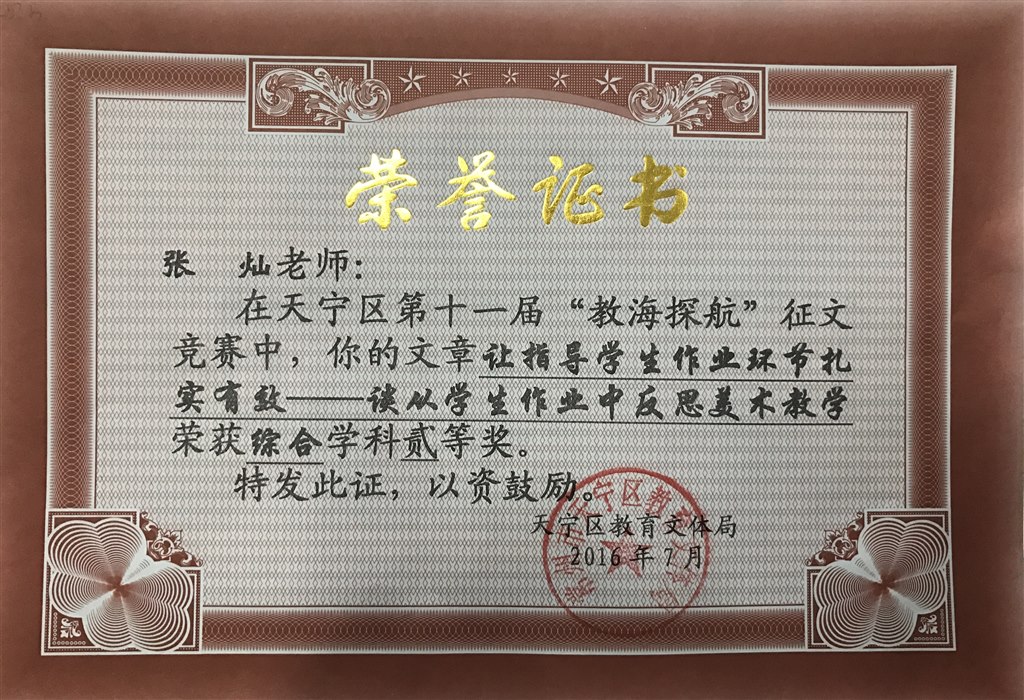 荣誉证书
张 灿老师：
在天宁区第十一届“教海探航”征文
竞赛中，你的文章让指导学生作业环节扎
实有效——谈从学生作业中反思美术教学
荣获综合学科贰等奖。
特发此证，以资鼓励。
天宁区教育文体局
2016年7月